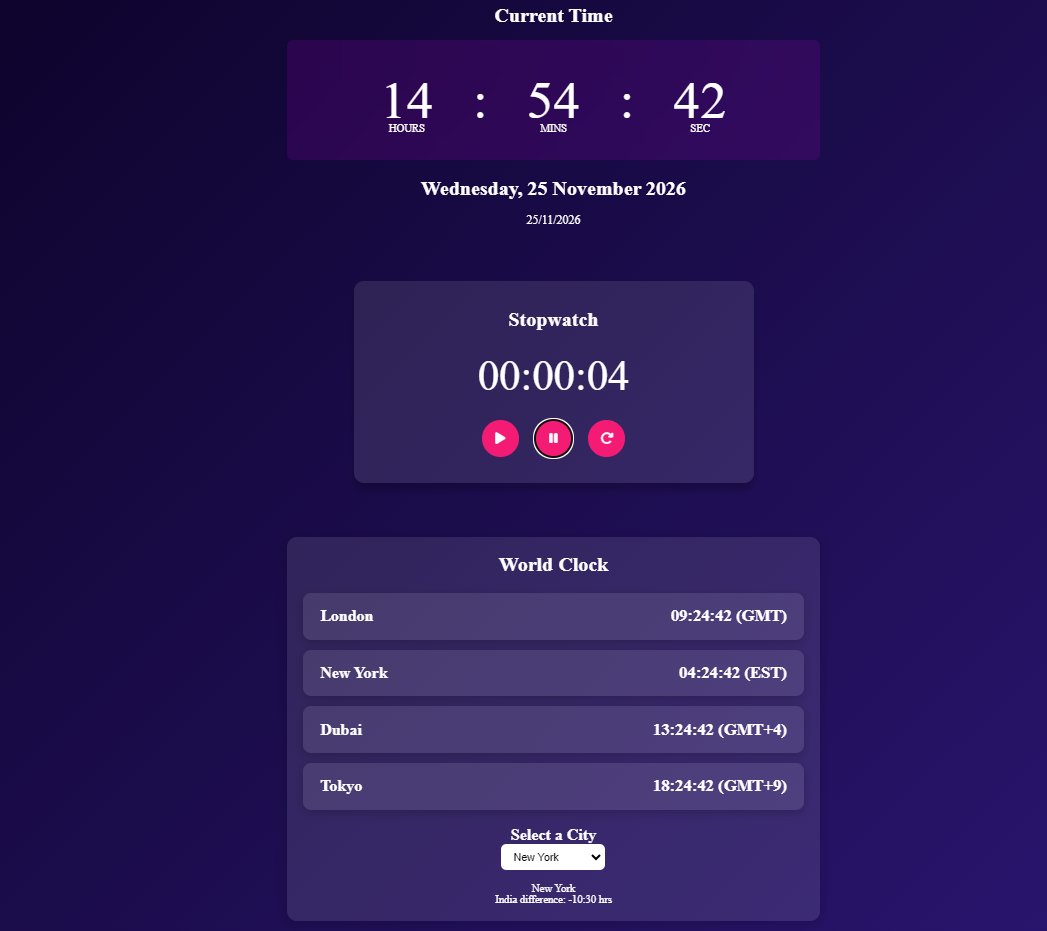 Current Time
14 : 54 : 42
HOURS MINS SEC
Wednesday, 25 November 2026
25/11/2026
Stopwatch
00:00:04
World Clock
London 09:24:42 (GMT)
New York 04:24:42 (EST)
Dubai 13:24:42 (GMT+4)
Tokyo 18:24:42 (GMT+9)
Select a City
New York
New York
India difference: -10:30 hrs